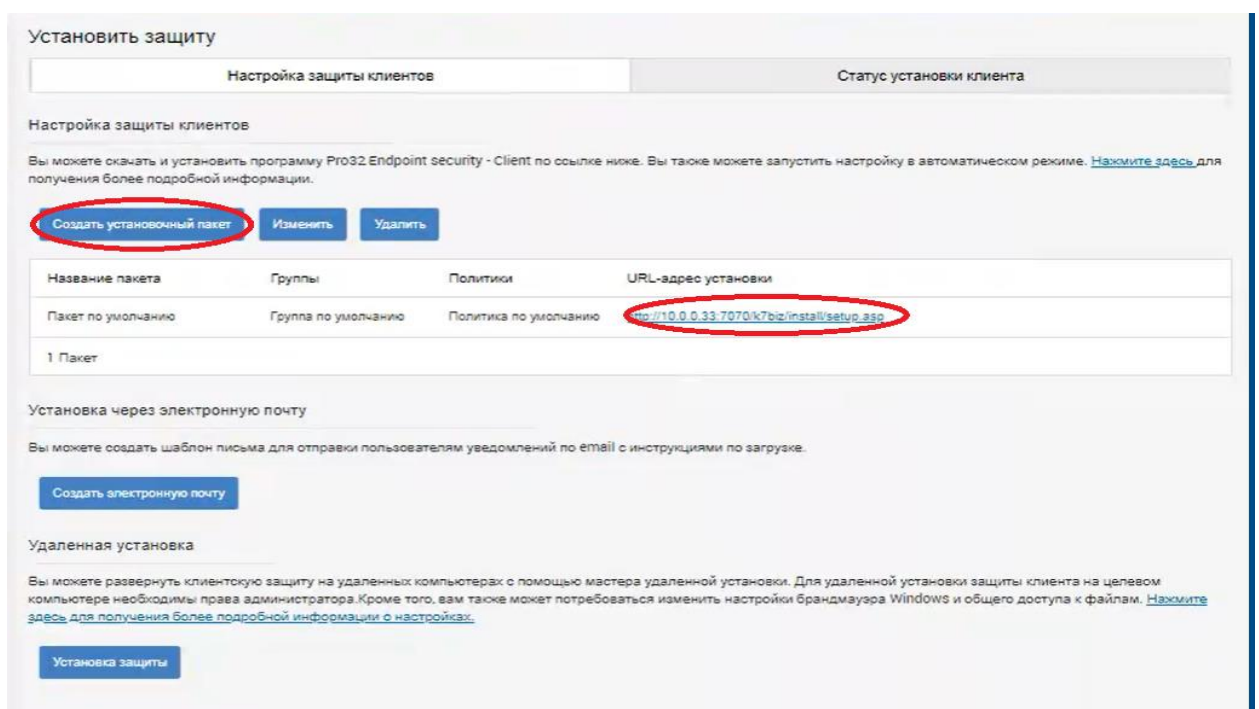 Установить защиту
Настройка защиты клиентов
Статус установки клиента
Настройка защиты клиентов
Вы можете скачать и установить программу Pro32 Endpoint security - Client по ссылке ниже. Вы также можете запустить настройку в автоматическом режиме. Нажмите здесь для
получения более подробной информации.
Создать установочный пакет
Изменить
Удалить
Название пакета
Группы
Политики
URL-адрес установки
Пакет по умолчанию
Группа по умолчанию
Политика по умолчанию
http://10.0.0.33:7070/k7biz/install/setup.asp
1 Пакет
Установка через электронную почту
Вы можете создать шаблон письма для отправки пользователям уведомлений по email с инструкциями по загрузке.
Создать электронную почту
Удаленная установка
Вы можете развернуть клиентскую защиту на удаленных компьютерах с помощью мастера удаленной установки. Для удаленной установки защиты клиента на целевом
компьютере необходимы права администратора.Кроме того, вам также может потребоваться изменить настройки брандмауэра Windows и общего доступа к файлам. Нажмите
здесь для получения более подробной информации о настройках.
Установка защиты